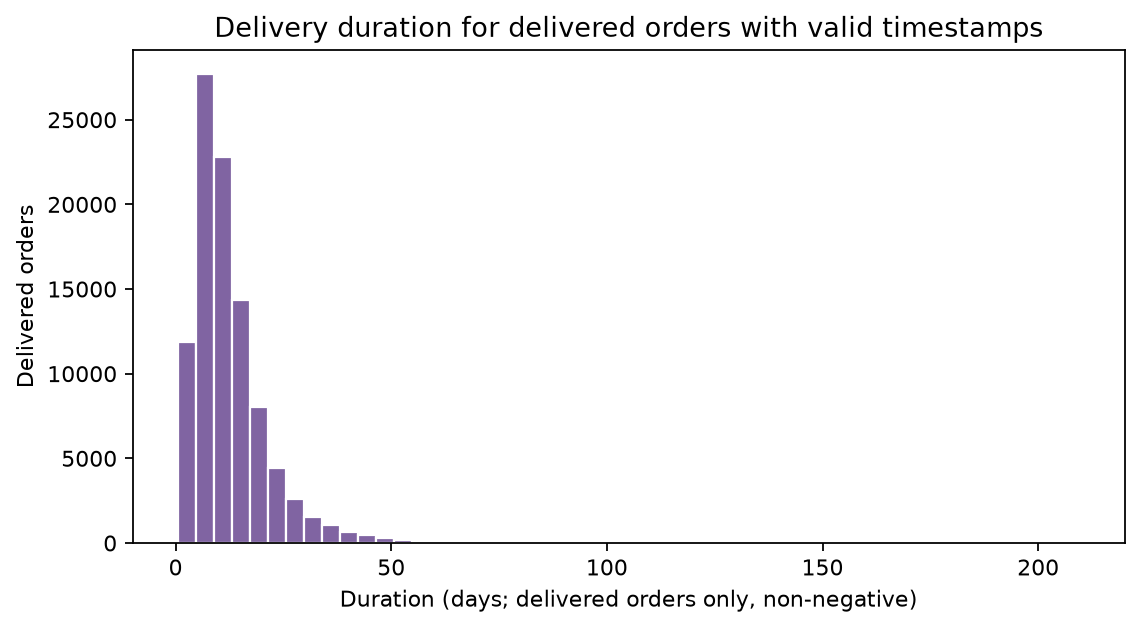 Delivery duration for delivered orders with valid timestamps
25000
20000
15000
10000
5000
0
Delivered orders
0 50 100 150 200
Duration (days; delivered orders only, non-negative)